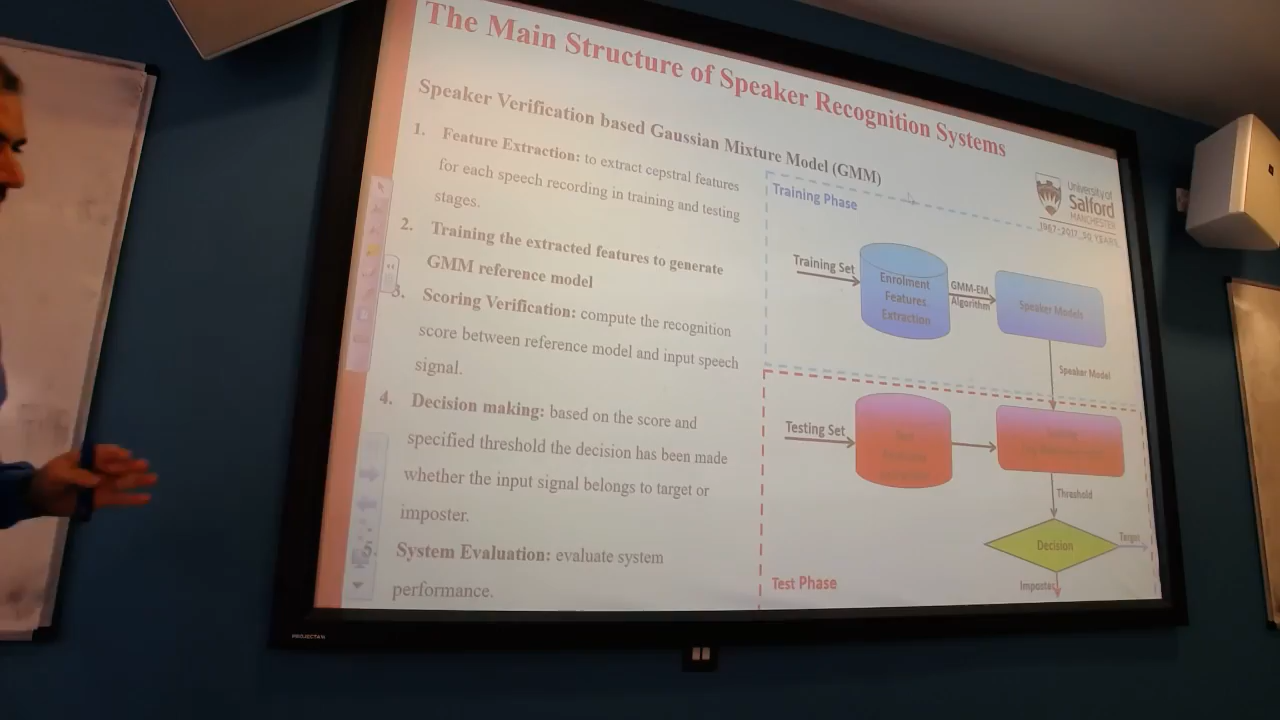 The Main Structure of Speaker Recognition Systems
Speaker Verification based Gaussian Mixture Model (GMM)
1. Feature Extraction: to extract cepstral features
for each speech recording in training and testing
stages.
2. Training the extracted features to generate
GMM reference model
3. Scoring Verification: compute the recognition
score between reference model and input speech
signal.
4. Decision making: based on the score and
specified threshold the decision has been made
whether the input signal belongs to target or
imposter.
5. System Evaluation: evaluate system
performance.
Training Phase
University of
Salford
MANCHESTER
1967-2017 50 YEARS
Training Set
Enrolment
Features
Extraction
GMM-EM
Algorithm
Speaker Models
Speaker Model
Testing Set
Threshold
Decision
Target
Imposter
Test Phase
PROJECTA